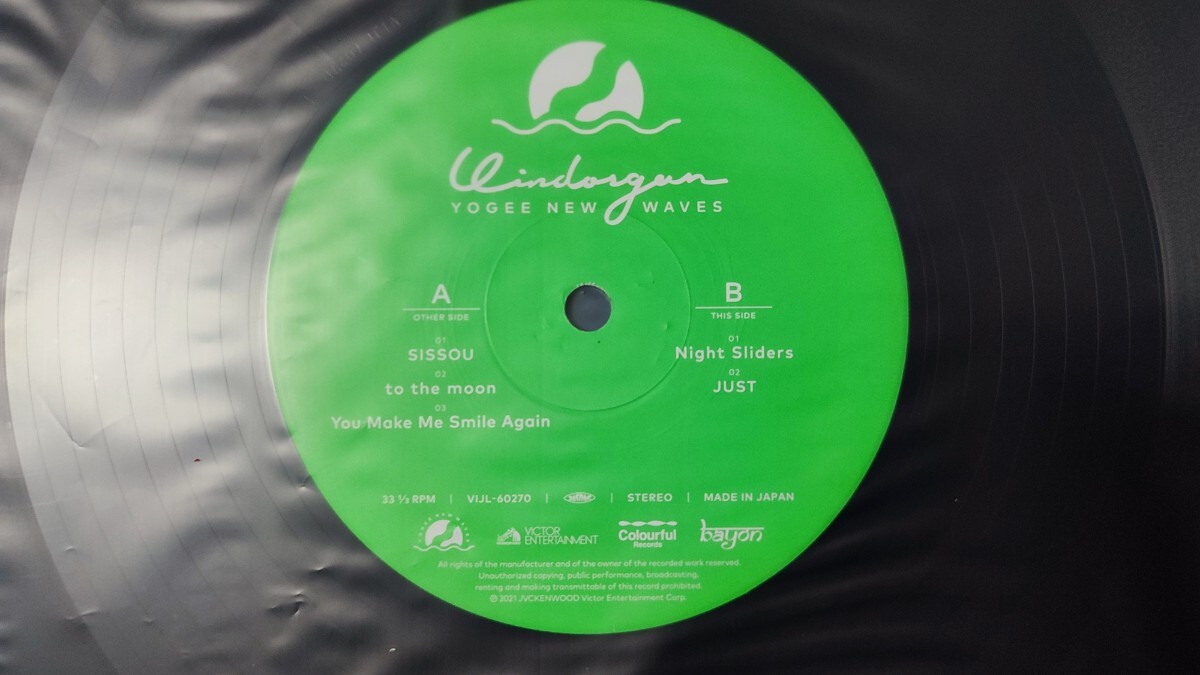 Windorgan
YOGEE NEW WAVES
A
OTHER SIDE
01
SISSOU
02
to the moon
03
You Make Me Smile Again
B
THIS SIDE
01
Night Sliders
02
JUST
33 1/3 RPM | VIJL-60270 | | STEREO | MADE IN JAPAN
VICTOR
ENTERTAINMENT
Colourful
Records
bayon
All rights of the manufacturer and of the owner of the recorded work reserved.
Unauthorized copying, public performance, broadcasting,
renting and making transmittable of this record prohibited.
℗ 2021 JVCKENWOOD Victor Entertainment Corp.